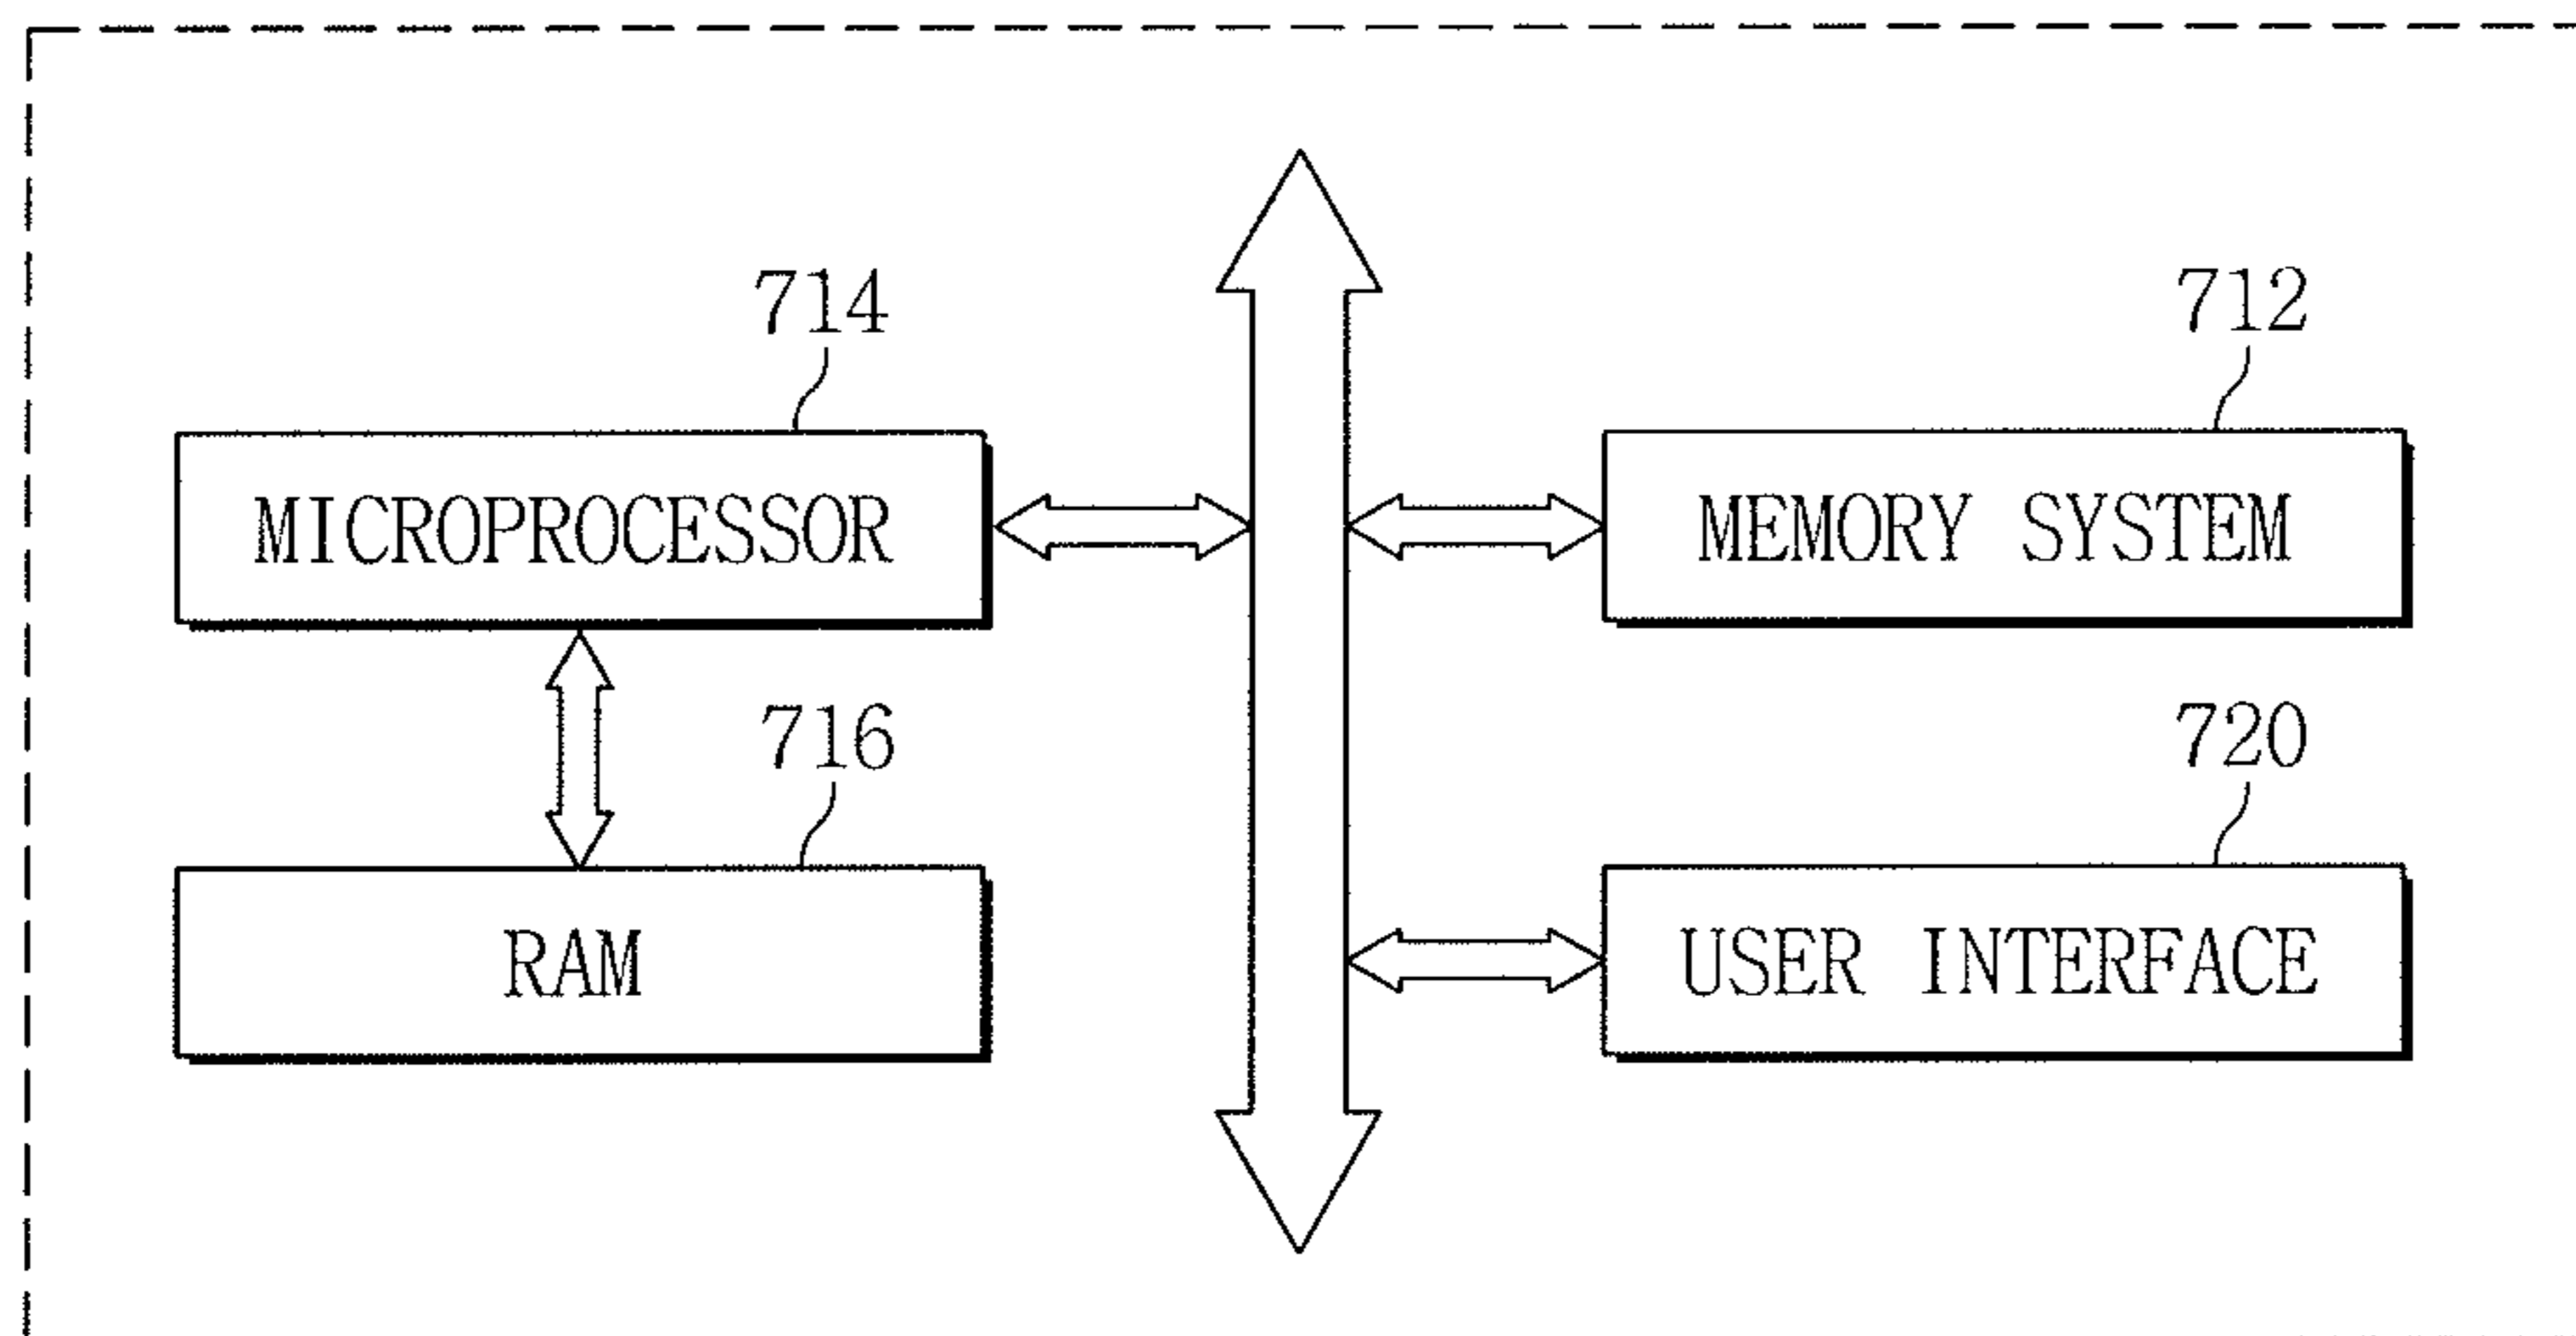 714
712
MICROPROCESSOR
MEMORY SYSTEM
716
720
RAM
USER INTERFACE